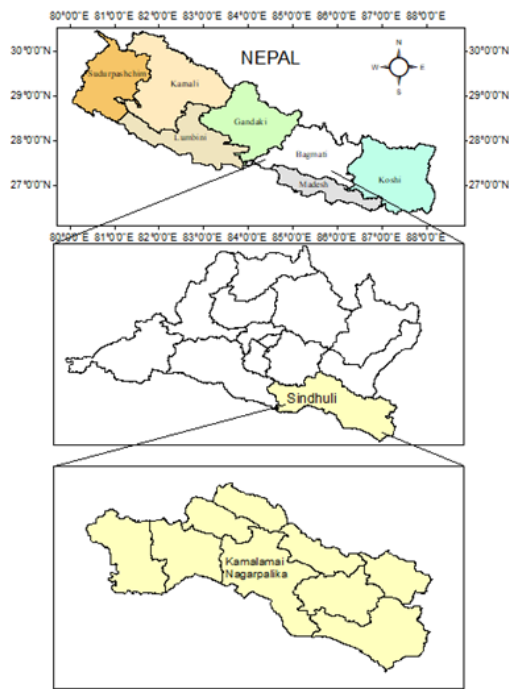 80°0'0"E 81°0'0"E 82°0'0"E 83°0'0"E 84°0'0"E 85°0'0"E 86°0'0"E 87°0'0"E 88°0'0"E
30°0'0"N
29°0'0"N
28°0'0"N
27°0'0"N
NEPAL
N
W
E
S
30°0'0"N
29°0'0"N
28°0'0"N
27°0'0"N
Sudurpashchim
Karnali
Gandaki
Lumbini
Bagmati
Madesh
Koshi
80°0'0"E 81°0'0"E 82°0'0"E 83°0'0"E 84°0'0"E 85°0'0"E 86°0'0"E 87°0'0"E 88°0'0"E
Sindhuli
Kamalamai
Nagarpalika